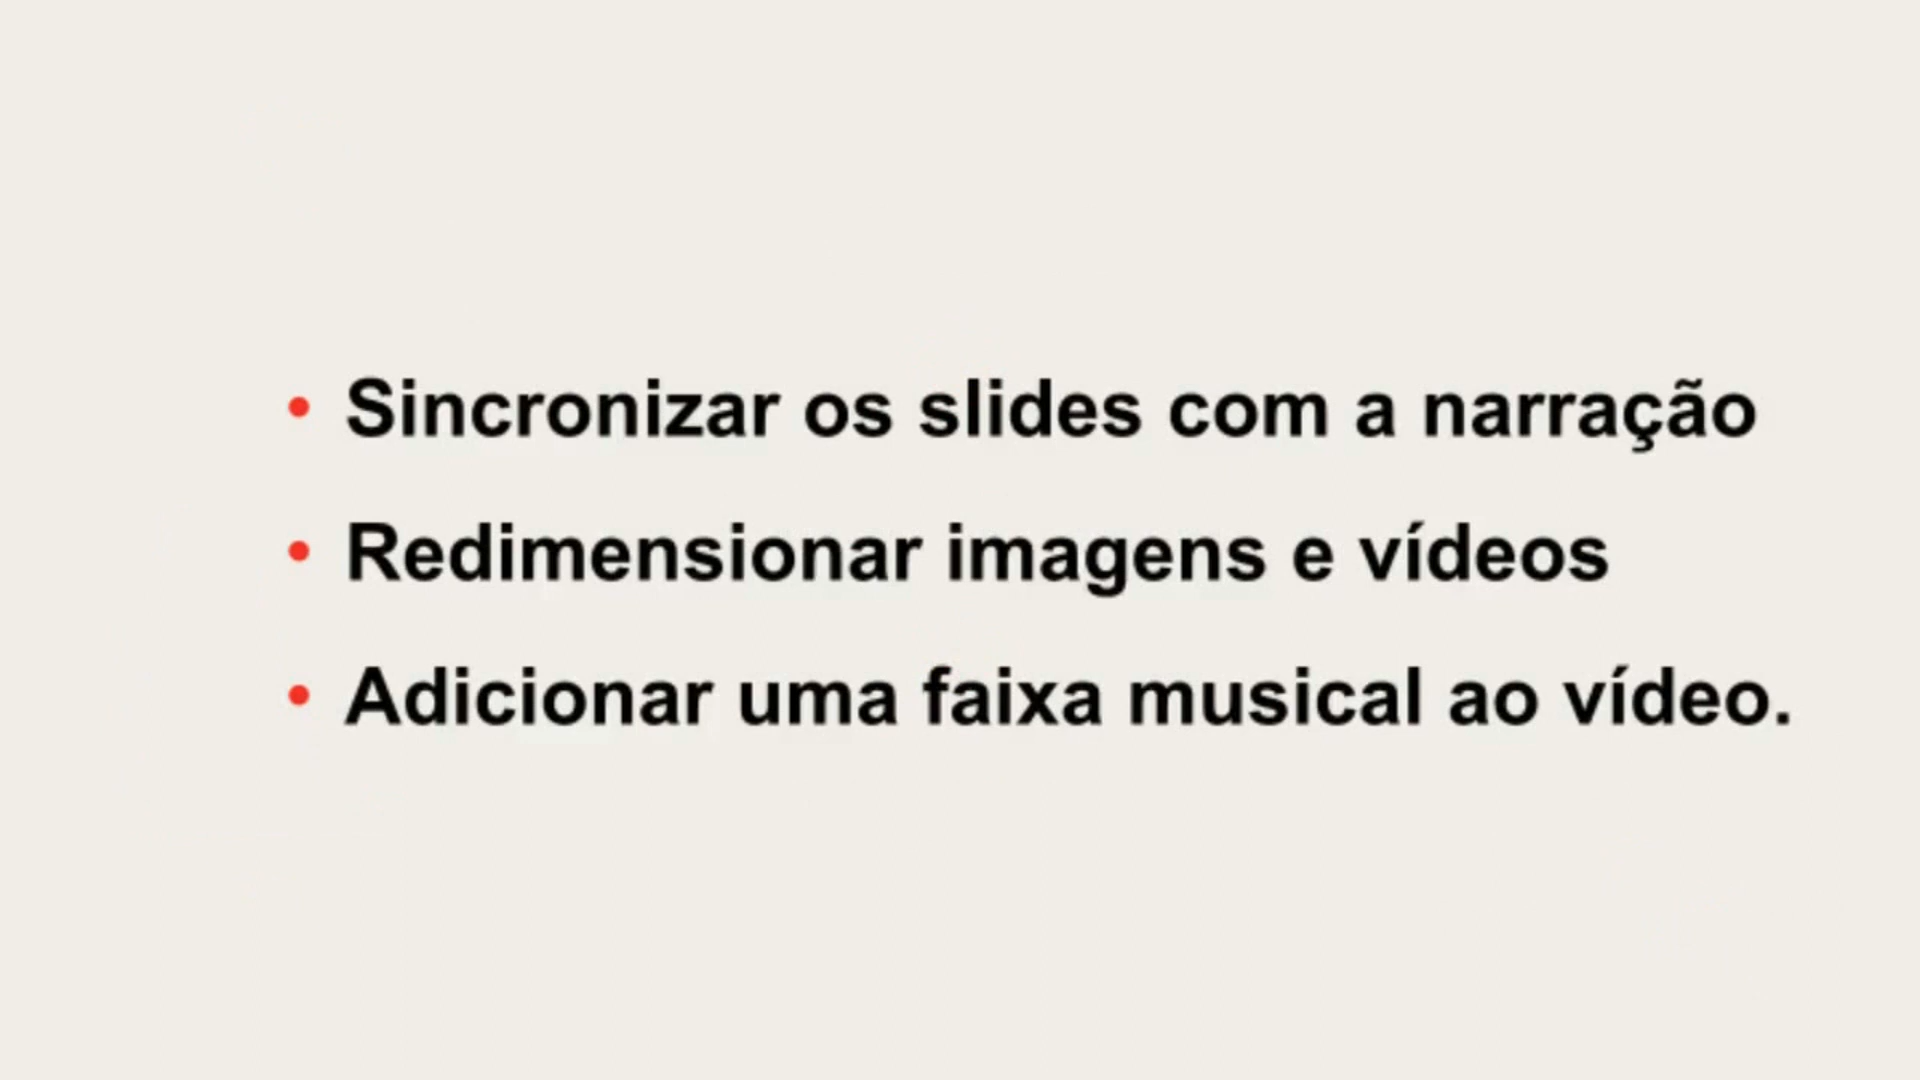 • Sincronizar os slides com a narração
• Redimensionar imagens e vídeos
• Adicionar uma faixa musical ao vídeo.